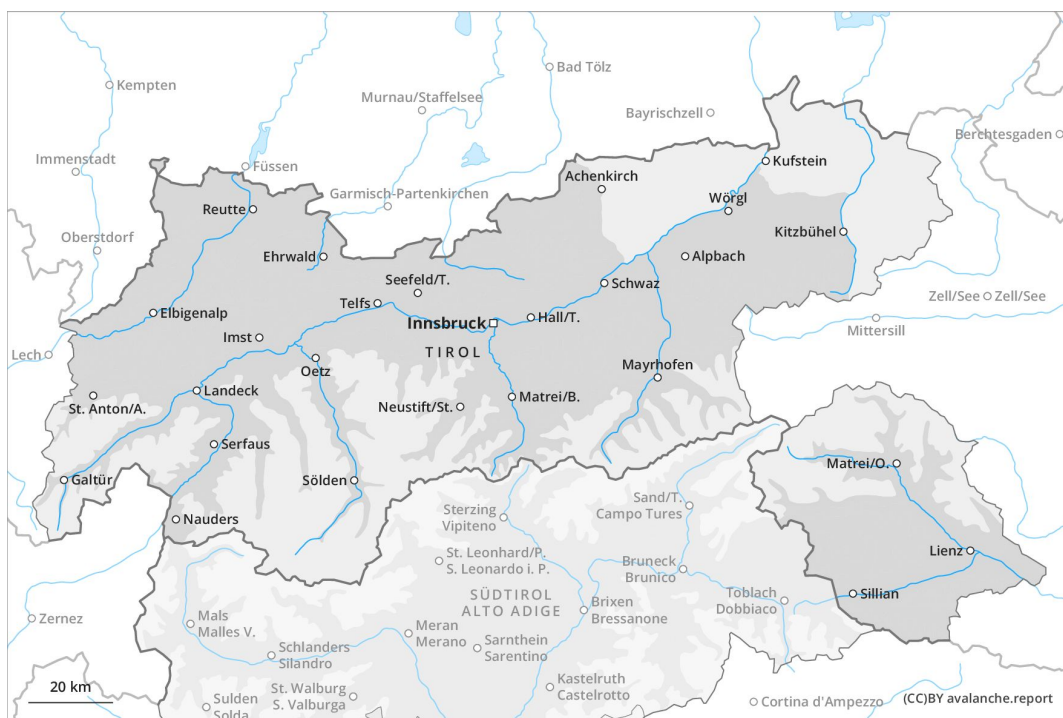 Kempten
Bad Tölz
Murnau/Staffelsee
Bayrischzell
Berchtesgaden
Immenstadt
Füssen
Kufstein
Garmisch-Partenkirchen
Achenkirch
Reutte
Wörgl
Oberstdorf
Kitzbühel
Ehrwald
Alpbach
Seefeld/T.
Schwaz
Telfs
Zell/See
Zell/See
Elbigenalp
Innsbruck
Hall/T.
Mittersill
Imst
TIROL
Lech
Oetz
Mayrhofen
Landeck
St. Anton/A.
Neustift/St.
Matrei/B.
Serfaus
Matrei/O.
Galtür
Sölden
Sand/T.
Campo Tures
Sterzing
Vipiteno
Nauders
Lienz
St. Leonhard/P.
S. Leonardo i. P.
Bruneck
Brunico
SÜDTIROL
ALTO ADIGE
Sillian
Toblach
Dobbiaco
Brixen
Bressanone
Zernez
Mals
Malles V.
Meran
Merano
Sarnthein
Sarentino
Schlanders
Silandro
Kastelruth
Castelrotto
20 km
St. Walburg
S. Valburga
Sulden
Solda
Cortina d'Ampezzo
(CC)BY avalanche.report